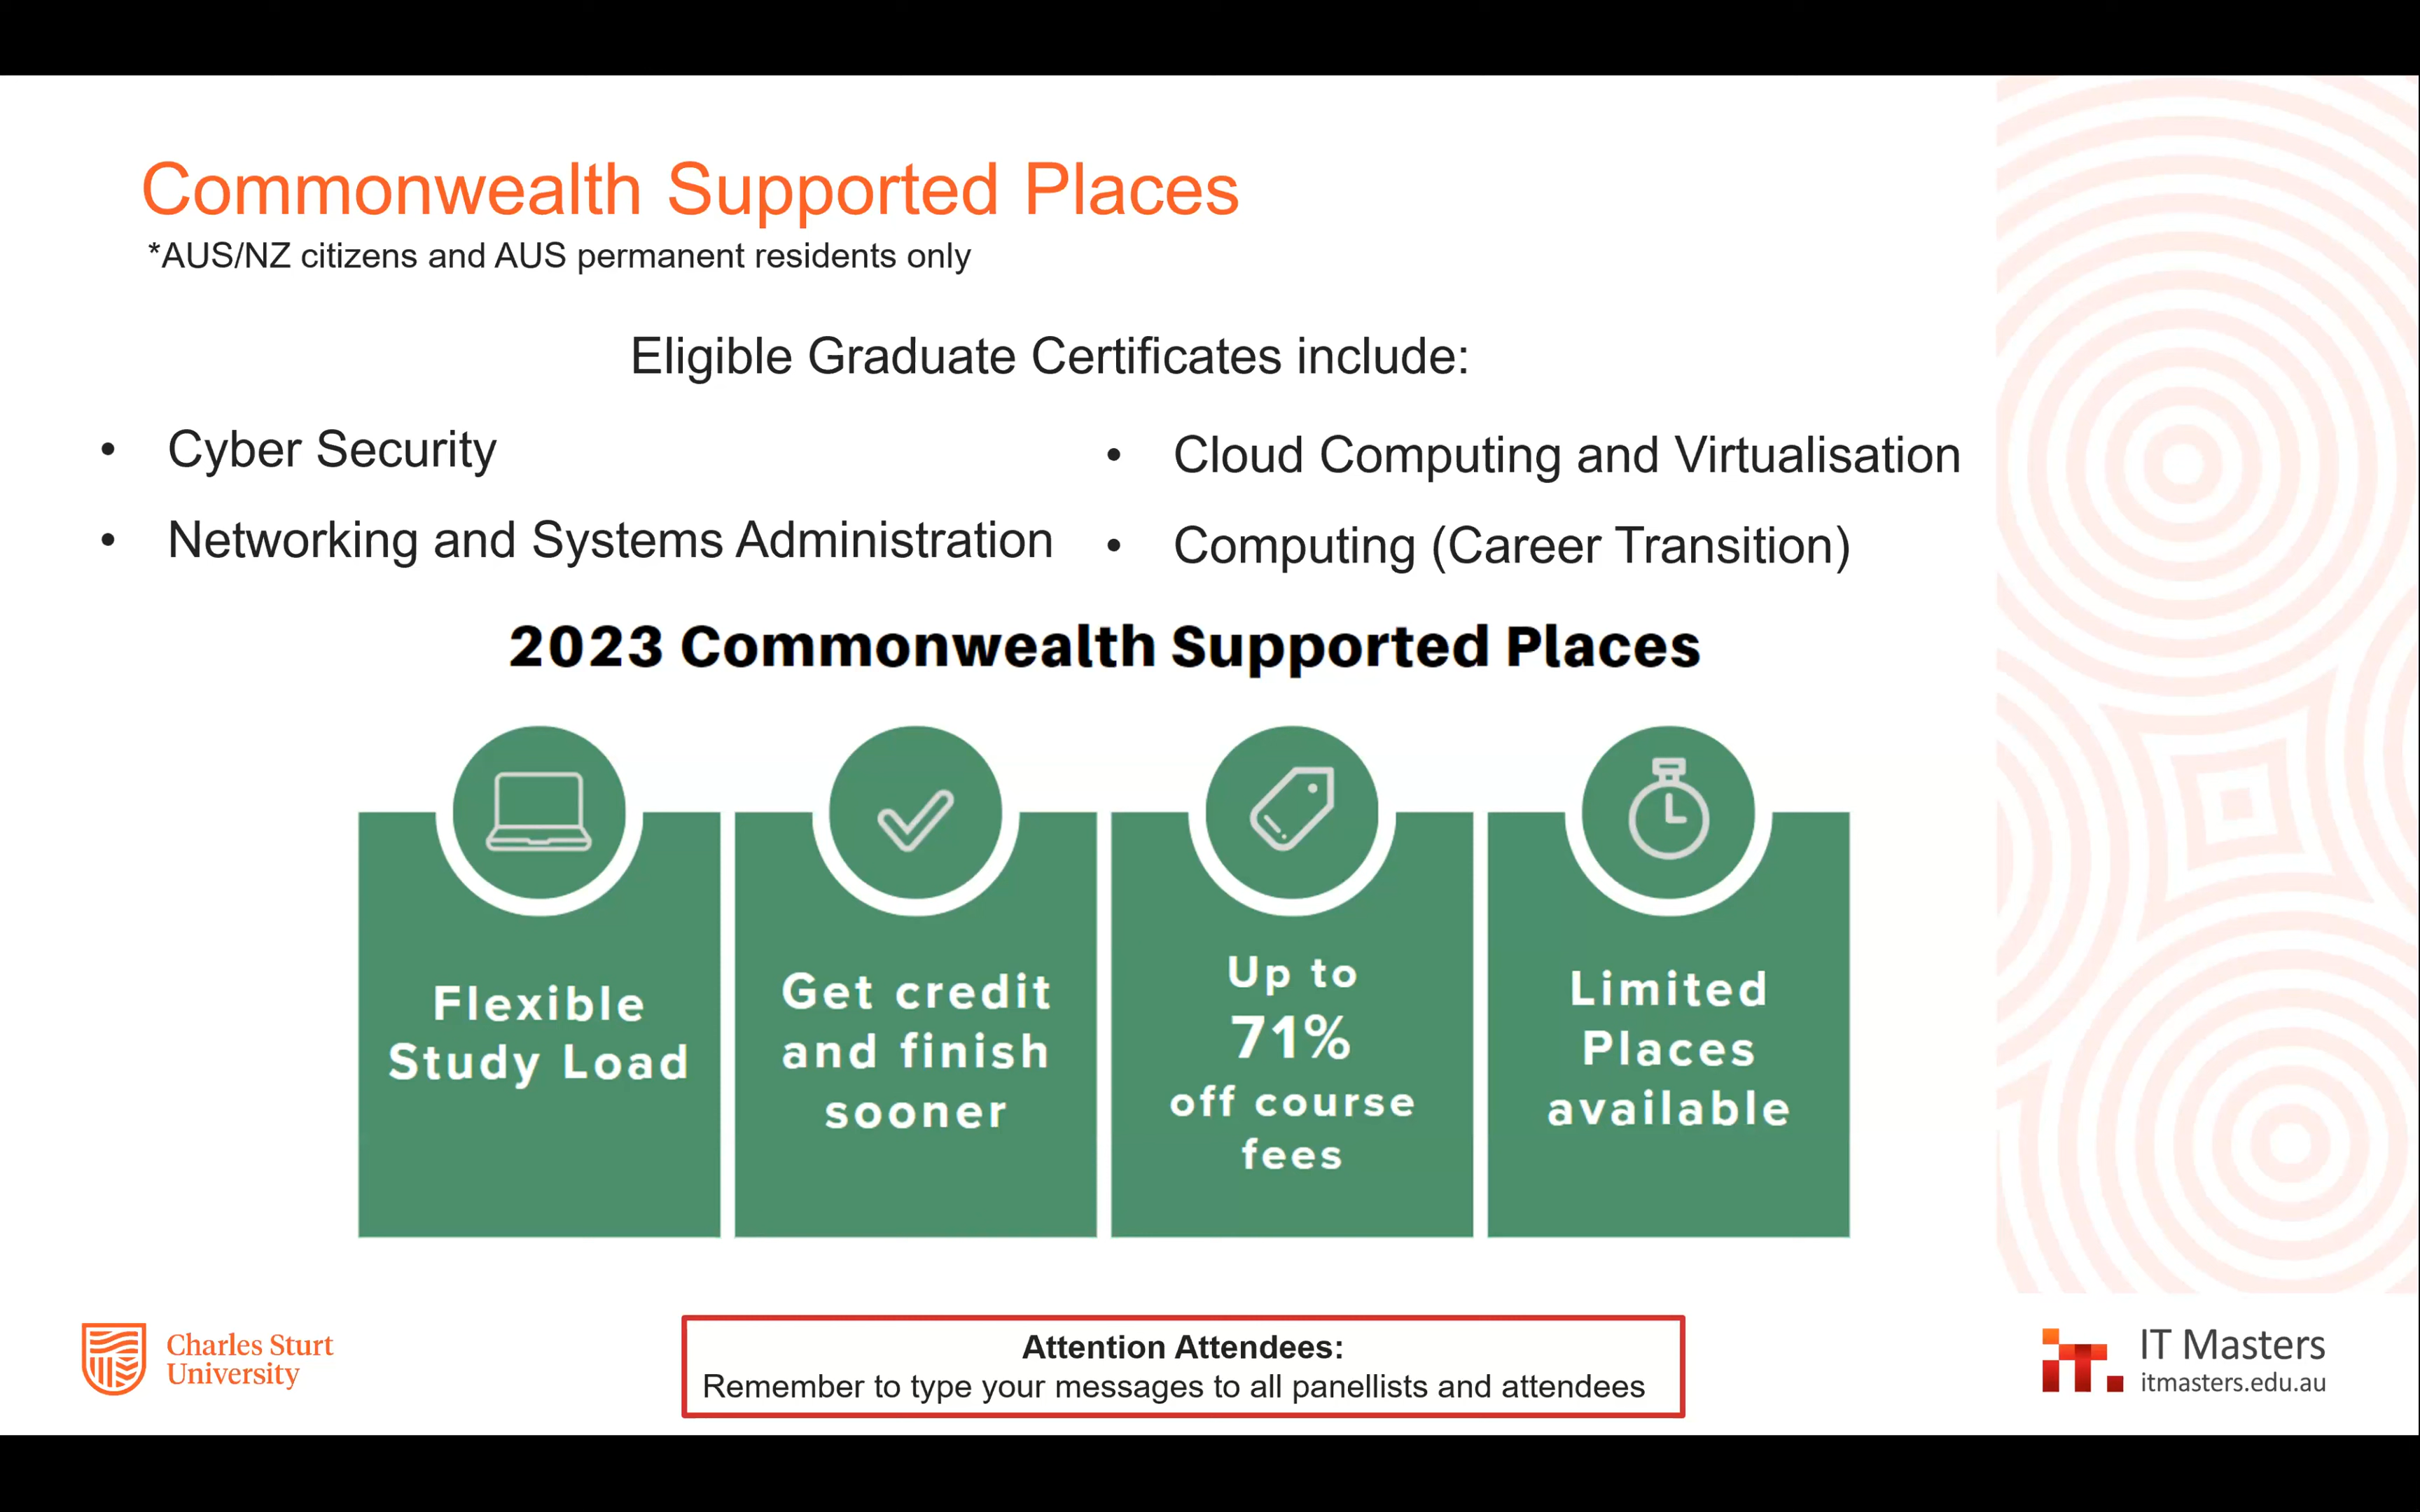 Commonwealth Supported Places
*AUS/NZ citizens and AUS permanent residents only
Eligible Graduate Certificates include:
• Cyber Security
• Networking and Systems Administration
• Cloud Computing and Virtualisation
• Computing (Career Transition)
2023 Commonwealth Supported Places
Flexible
Study Load
Get credit
and finish
sooner
Up to
71%
off course
fees
Limited
Places
available
Charles Sturt
University
Attention Attendees:
Remember to type your messages to all panellists and attendees
it.
IT Masters
itmasters.edu.au